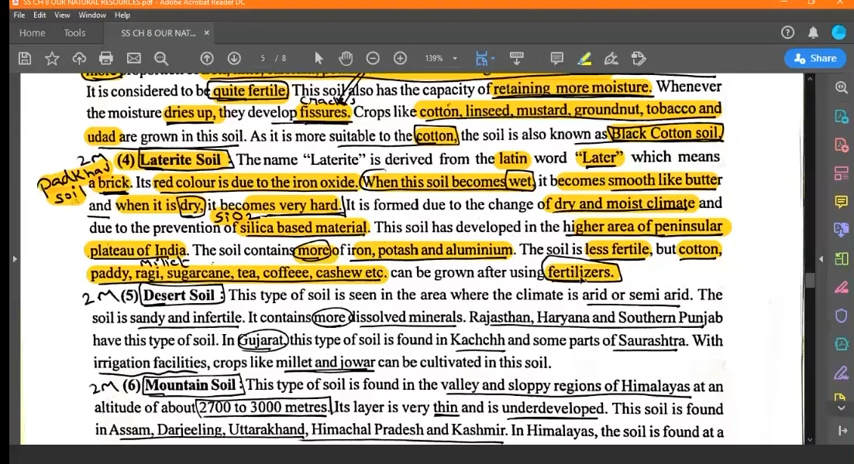 SS CH 8 OUR NATURAL RESOURCES.pdf - Adobe Acrobat Reader DC
File Edit View Window Help
Home Tools SS CH 8 OUR NATURAL RES... ×
5 / 8 139% Share
It is considered to be quite fertile. This soil also has the capacity of retaining more moisture. Whenever
cracks
the moisture dries up, they develop fissures. Crops like cotton, linseed, mustard, groundnut, tobacco and
udad are grown in this soil. As it is more suitable to the cotton, the soil is also known as Black Cotton soil.
2M (4) Laterite Soil : The name “Laterite” is derived from the latin word “Later” which means
padkhau soil
a brick. Its red colour is due to the iron oxide. When this soil becomes wet, it becomes smooth like butter
and when it is dry, it becomes very hard. It is formed due to the change of dry and moist climate and
SiO2
due to the prevention of silica based material. This soil has developed in the higher area of peninsular
plateau of India. The soil contains more of iron, potash and aluminium. The soil is less fertile, but cotton,
paddy, ragi, sugarcane, tea, coffeee, cashew etc. can be grown after using fertilizers.
2M (5) Desert Soil : This type of soil is seen in the area where the climate is arid or semi arid. The
soil is sandy and infertile. It contains more dissolved minerals. Rajasthan, Haryana and Southern Punjab
have this type of soil. In Gujarat, this type of soil is found in Kachchh and some parts of Saurashtra. With
irrigation facilities, crops like millet and jowar can be cultivated in this soil.
2M (6) Mountain Soil : This type of soil is found in the valley and sloppy regions of Himalayas at an
altitude of about 2700 to 3000 metres. Its layer is very thin and is underdeveloped. This soil is found
in Assam, Darjeeling, Uttarakhand, Himachal Pradesh and Kashmir. In Himalayas, the soil is found at a